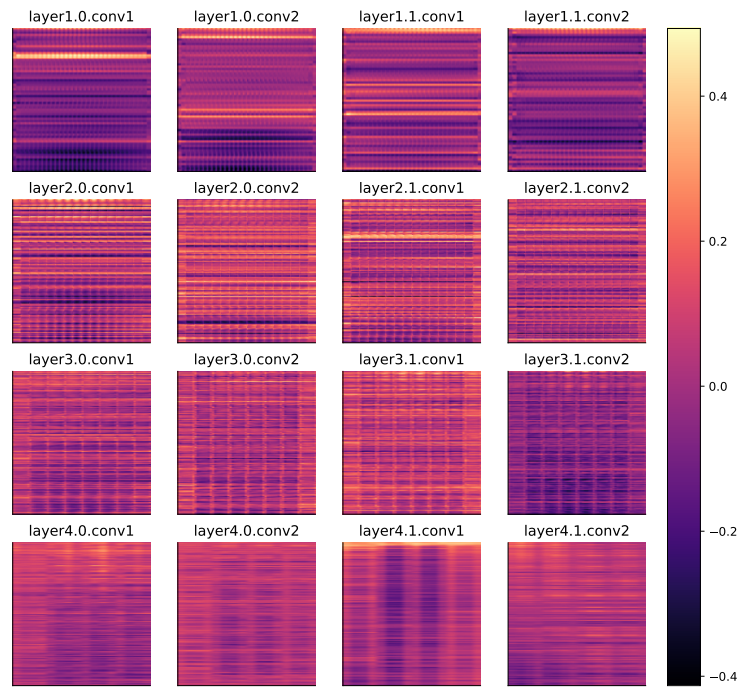 layer1.0.conv1 layer1.0.conv2 layer1.1.conv1 layer1.1.conv2
0.4
layer2.0.conv1 layer2.0.conv2 layer2.1.conv1 layer2.1.conv2
0.2
layer3.0.conv1 layer3.0.conv2 layer3.1.conv1 layer3.1.conv2
0.0
−0.2
layer4.0.conv1 layer4.0.conv2 layer4.1.conv1 layer4.1.conv2
−0.4